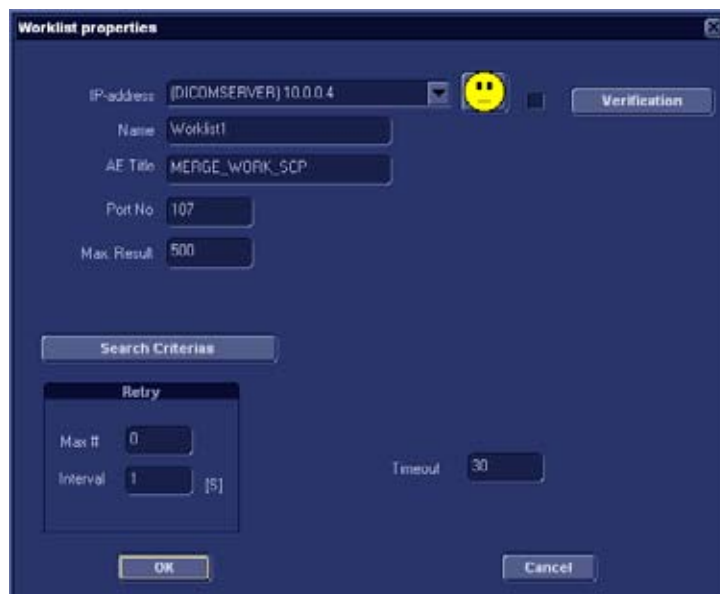 Worklist properties
IP-address (DICOMSERVER) 10.0.0.4 Verification
Name Worklist1
AE Title MERGE_WORK_SCP
Port No 107
Max. Result 500
Search Criterias
Retry
Max # 0
Interval 1 [S]
Timeout 30
OK Cancel